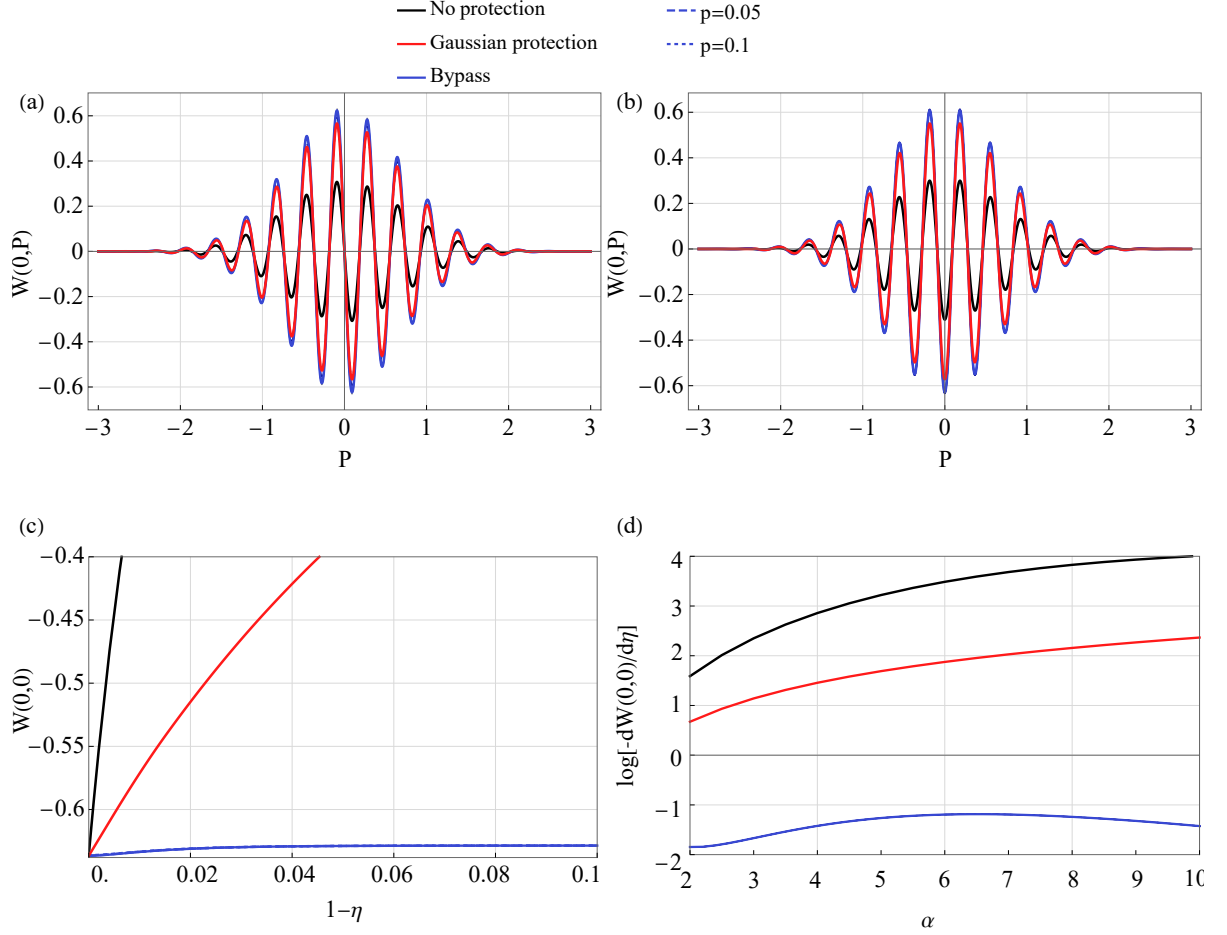 No protection
Gaussian protection
Bypass
p=0.05
p=0.1
(a)
W(0,P)
0.6
0.4
0.2
0
−0.2
−0.4
−0.6
−3 −2 −1 0 1 2 3
P
(b)
W(0,P)
0.6
0.4
0.2
0
−0.2
−0.4
−0.6
−3 −2 −1 0 1 2 3
P
(c)
W(0,0)
−0.4
−0.45
−0.5
−0.55
−0.6
0. 0.02 0.04 0.06 0.08 0.1
1−η
(d)
log[-dW(0,0)/dη]
4
3
2
1
0
−1
−2
2 3 4 5 6 7 8 9 10
α